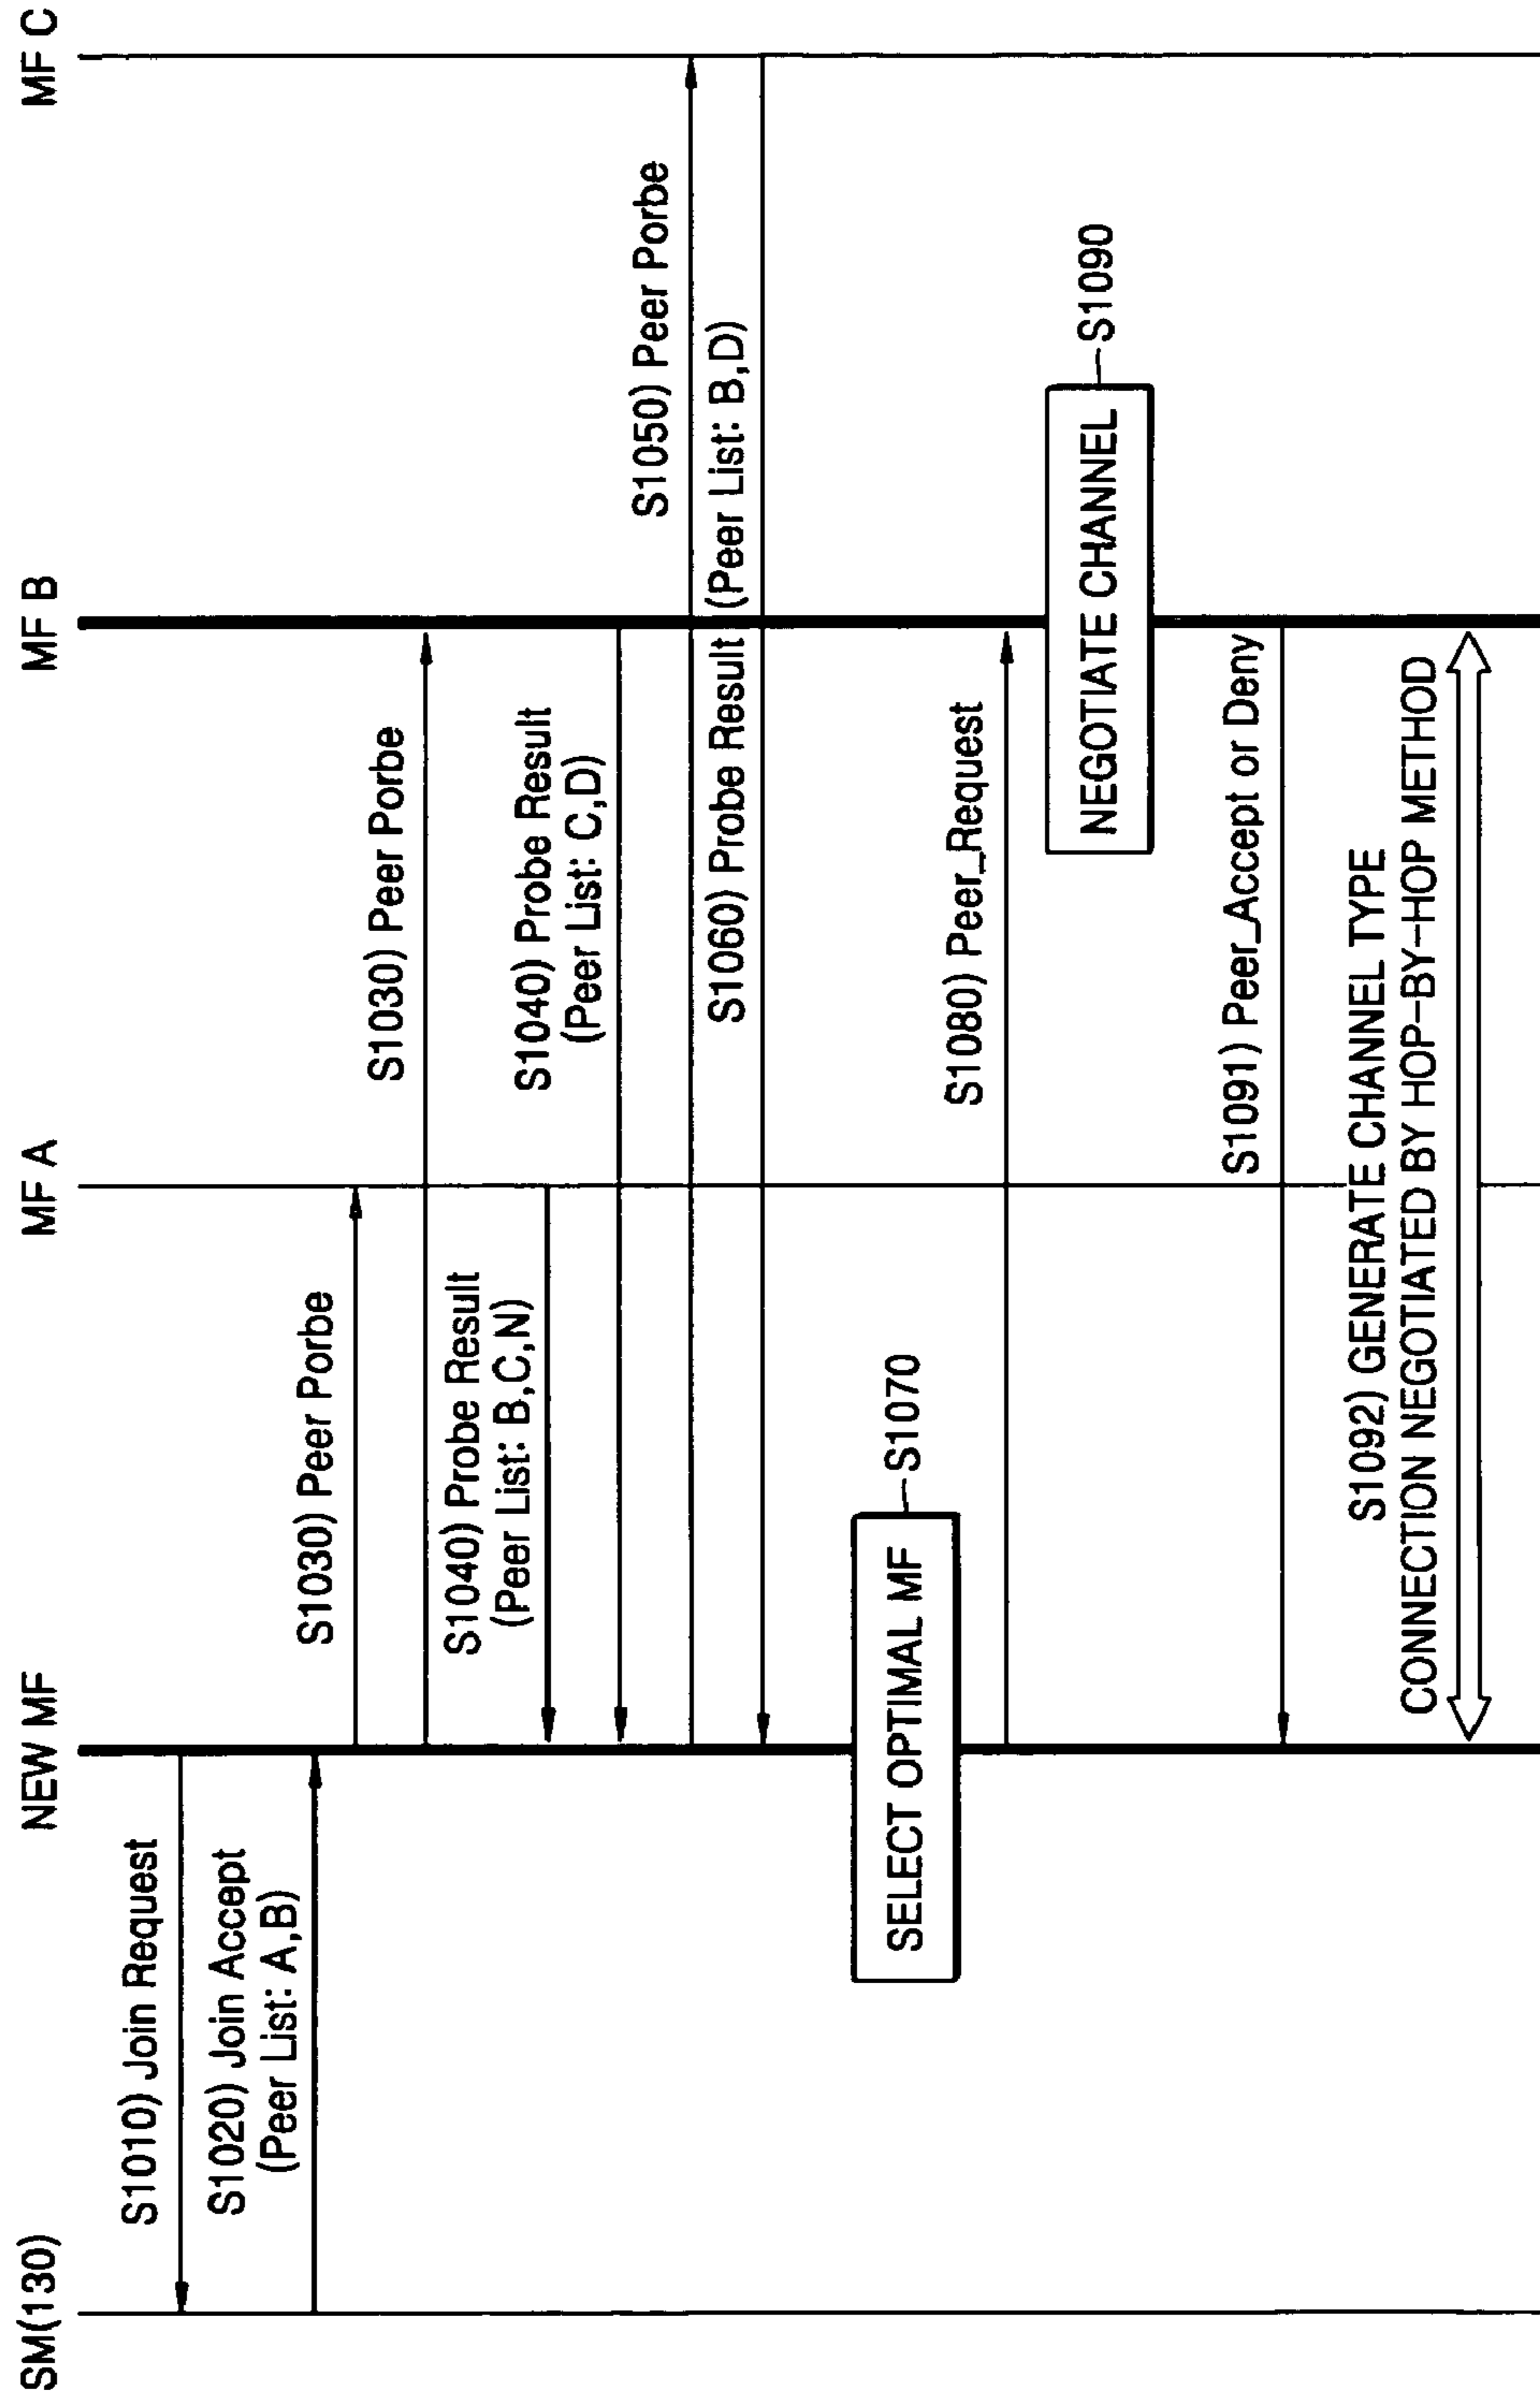 SM(130)
NEW MF
MF A
MF B
MF C
S1010) Join Request
S1020) Join Accept
(Peer List: A,B)
S1030) Peer Porbe
S1030) Peer Porbe
S1040) Probe Result
(Peer List: B,C,N)
S1040) Probe Result
(Peer List: C,D)
S1050) Peer Porbe
S1060) Probe Result (Peer List: B,D)
SELECT OPTIMAL MF
S1070
S1080) Peer_Request
NEGOTIATE CHANNEL
S1090
S1091) Peer_Accept or Deny
S1092) GENERATE CHANNEL TYPE
CONNECTION NEGOTIATED BY HOP-BY-HOP METHOD